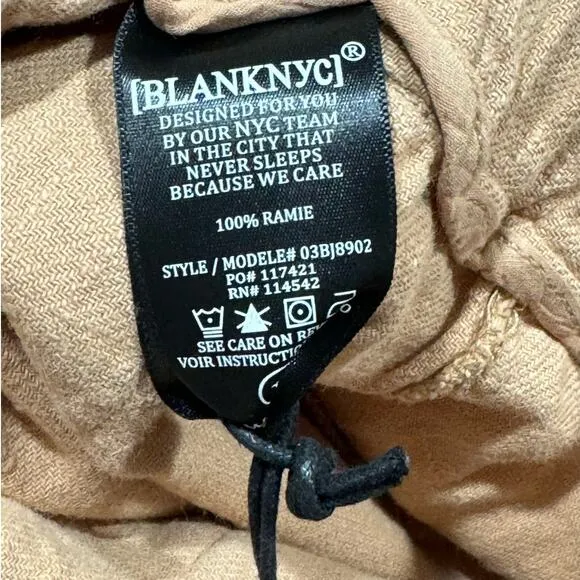 [BLANKNYC]®
DESIGNED FOR YOU
BY OUR NYC TEAM
IN THE CITY THAT
NEVER SLEEPS
BECAUSE WE CARE
100% RAMIE
STYLE / MODELE# 03BJ8902
PO# 117421
RN# 114542
SEE CARE ON
VOIR